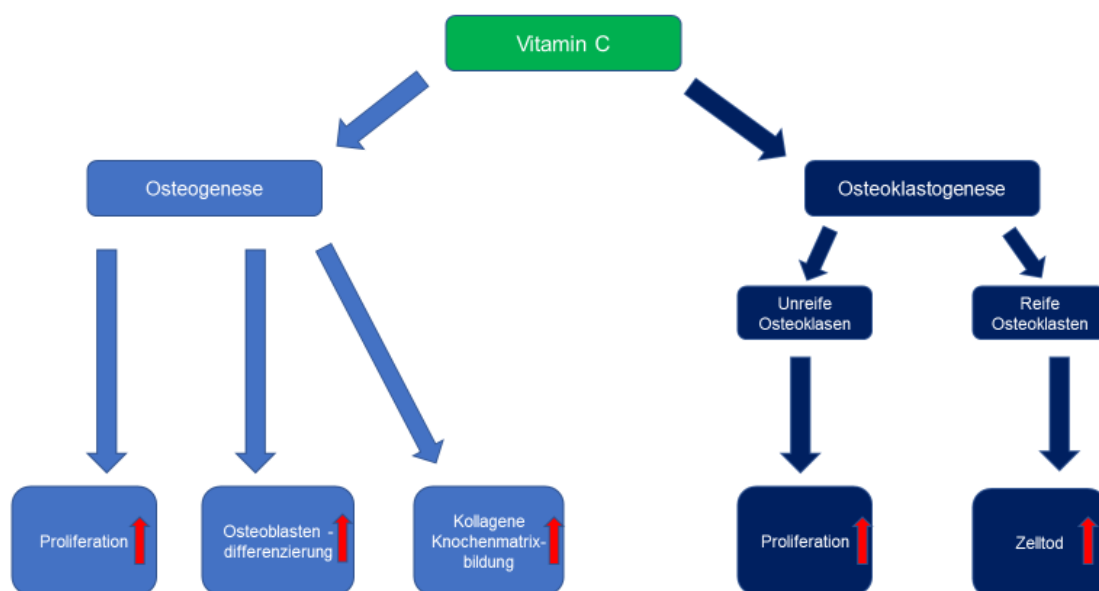 Vitamin C
Osteogenese
Osteoklastogenese
Unreife
Osteoklasen
Reife
Osteoklasten
Proliferation
Osteoblasten -
differenzierung
Kollagene
Knochenmatrix-
bildung
Proliferation
Zelltod